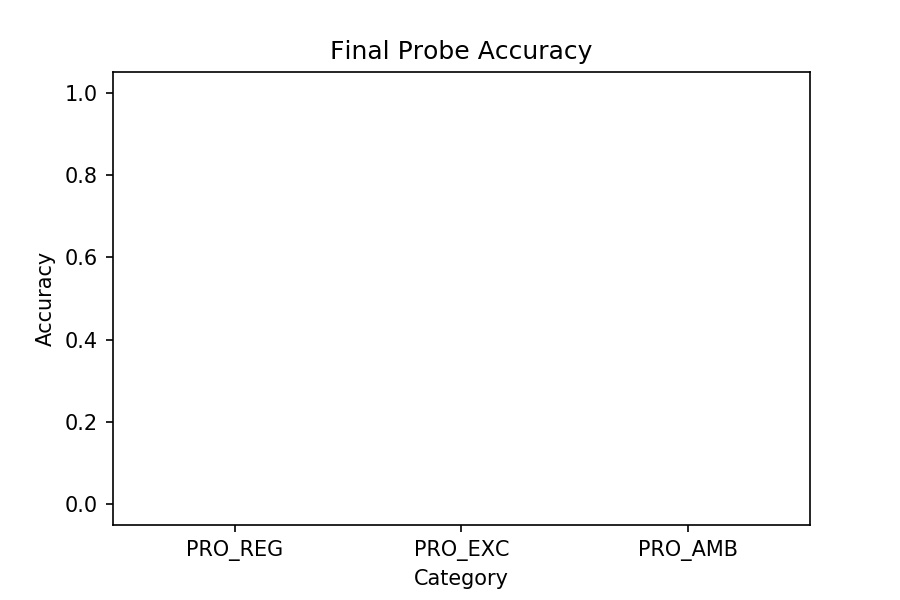 Final Probe Accuracy
1.0
0.8
0.6
0.4
0.2
0.0
Accuracy
PRO_REG PRO_EXC PRO_AMB
Category